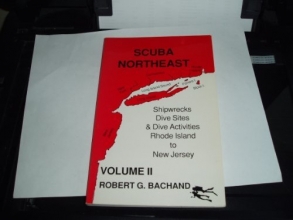 SCUBA
NORTHEAST
Shipwrecks
Dive Sites
& Dive Activities
Rhode Island
to
New Jersey
VOLUME II
ROBERT G. BACHAND